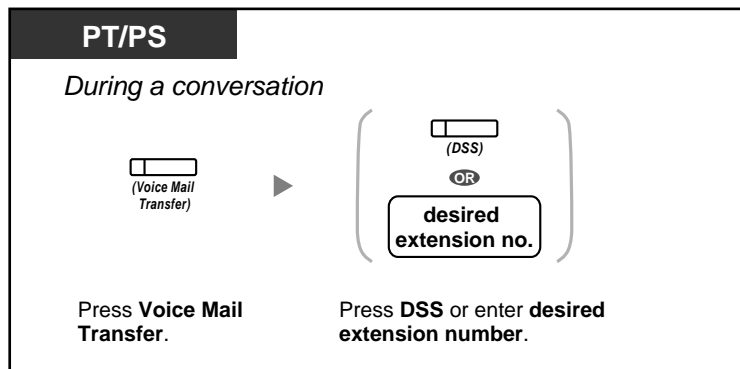 PT/PS
During a conversation
(Voice Mail
Transfer)
(DSS)
OR
desired
extension no.
Press Voice Mail
Transfer.
Press DSS or enter desired
extension number.